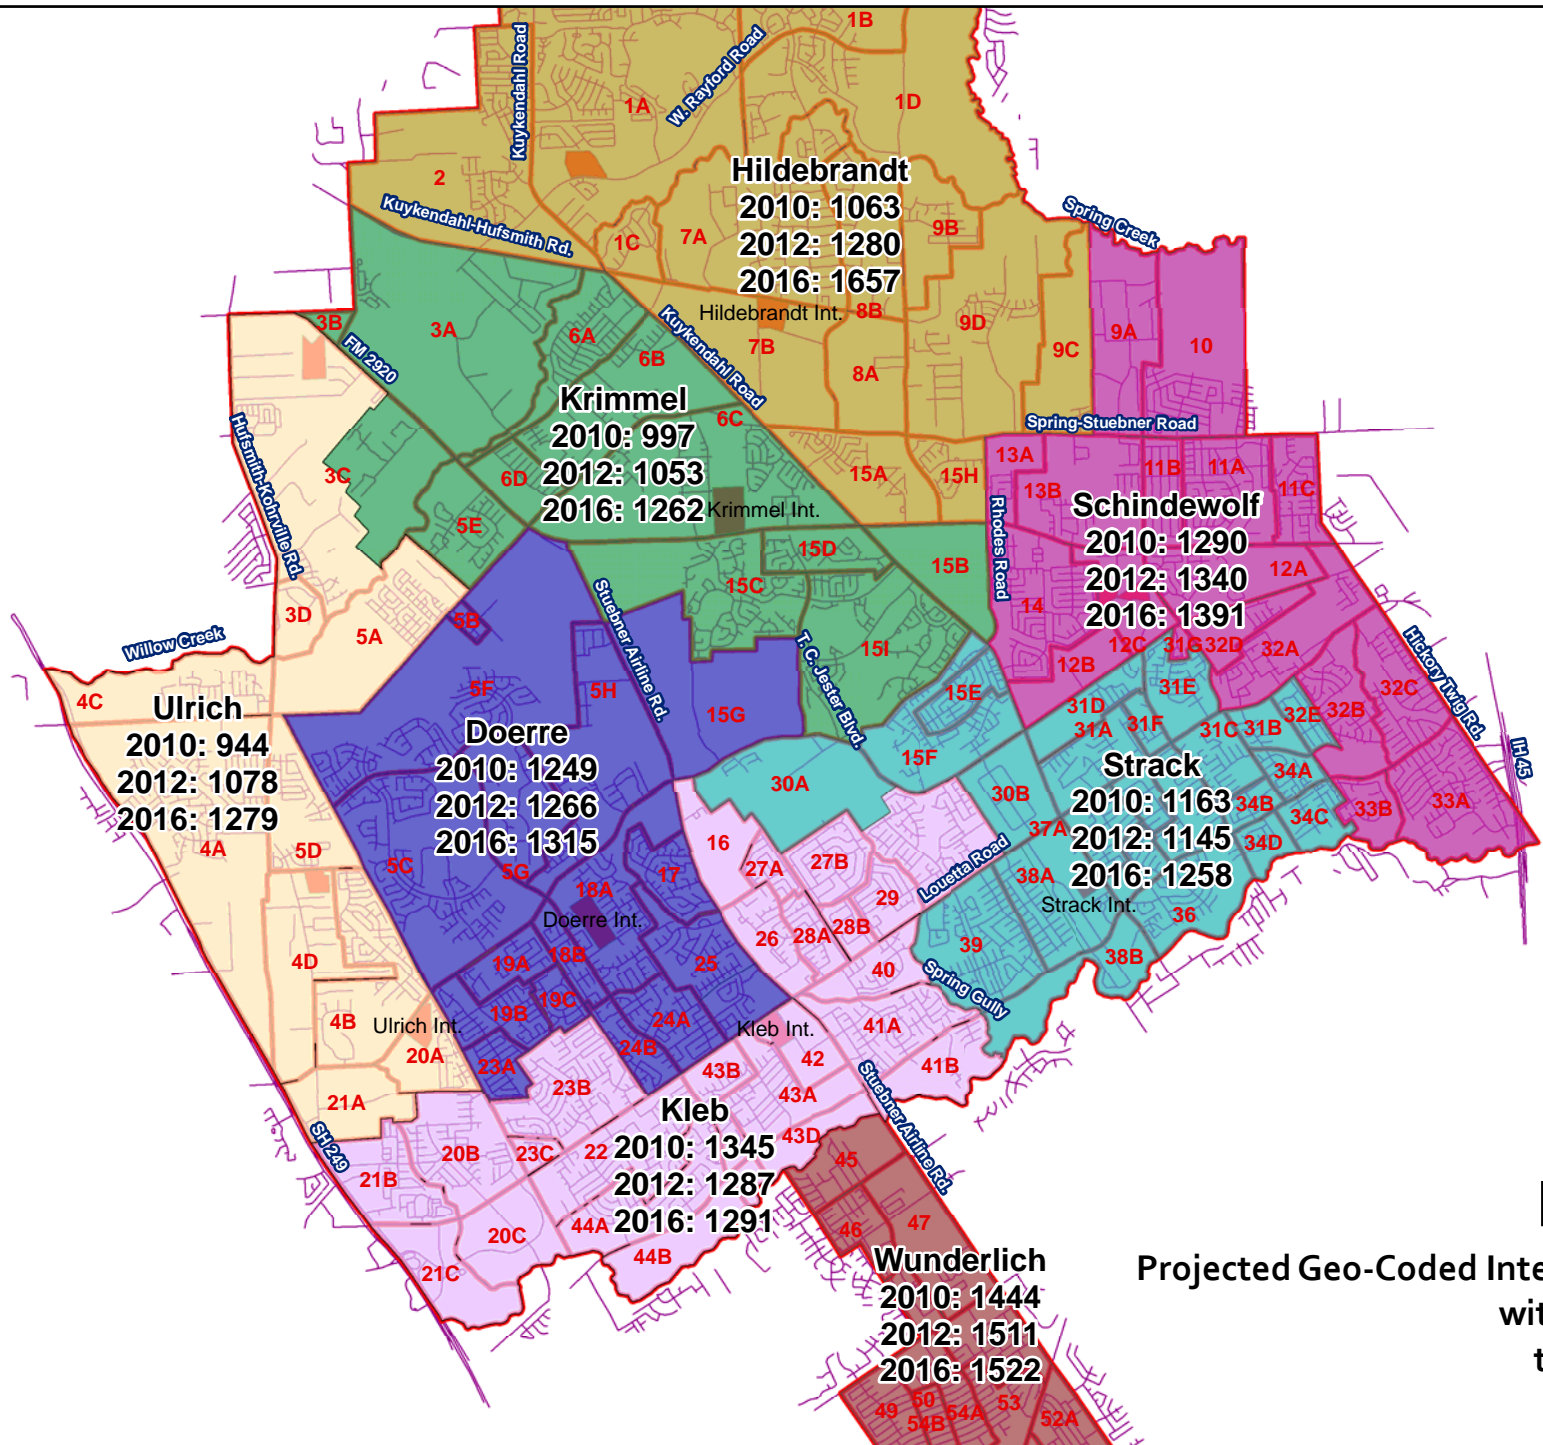 1B
Kuykendahl Road
W. Rayford Road
1A
1D
Hildebrandt
2010: 1063
2012: 1280
2016: 1657
Hildebrandt Int.
2
Kuykendahl-Hufsmith Rd.
1C
7A
9B
Spring Creek
8B
9D
7B
8A
9C
9A
10
3B
FM 2920
3A
6A
6B
Kuykendahl Road
6C
Krimmel
2010: 997
2012: 1053
2016: 1262
Krimmel Int.
Spring-Stuebner Road
Hufsmith-Kohrville Rd.
3C
6D
5E
15A
15H
13A
13B
11B
11A
11C
Schindewolf
2010: 1290
2012: 1340
2016: 1391
Rhodes Road
15D
15C
15B
14
12A
12C
31G
32D
32A
12B
15I
3D
5A
5B
Willow Creek
Stuebner Airline Rd.
T. C. Jester Blvd.
Hickory Twig Rd.
IH 45
4C
Ulrich
2010: 944
2012: 1078
2016: 1279
4A
5D
5F
5H
15G
Doerre
2010: 1249
2012: 1266
2016: 1315
Doerre Int.
15E
15F
31D
31A
31F
31E
31C
31B
32E
32B
32C
30A
30B
Strack
2010: 1163
2012: 1145
2016: 1258
Strack Int.
34A
34B
34C
34D
33B
33A
37A
38A
36
38B
39
Louetta Road
Spring Gully
5C
5G
18A
17
16
27A
27B
29
28A
28B
26
40
18B
25
19A
19B
19C
24A
24B
23A
4D
4B
Ulrich Int.
20A
21A
Kleb Int.
41A
41B
42
43B
43A
43D
23B
Kleb
2010: 1345
2012: 1287
2016: 1291
Stuebner Airline Rd.
SH 249
20B
23C
22
21B
20C
44A
44B
21C
45
46
47
Wunderlich
2010: 1444
2012: 1511
2016: 1522
49
50
54B
54A
53
52A
Projected Geo-Coded Inte
wit
t